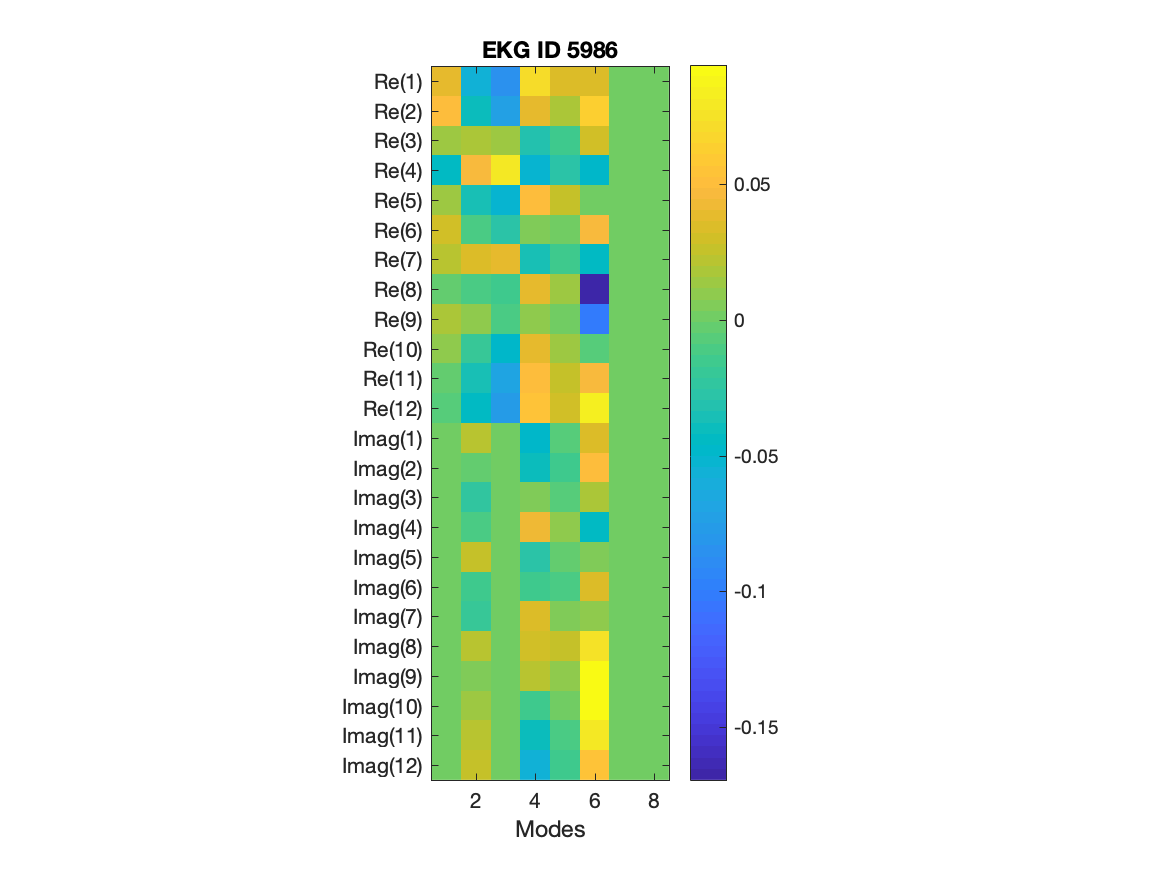 EKG ID 5986
Re(1)
Re(2)
Re(3)
Re(4)
Re(5)
Re(6)
Re(7)
Re(8)
Re(9)
Re(10)
Re(11)
Re(12)
Imag(1)
Imag(2)
Imag(3)
Imag(4)
Imag(5)
Imag(6)
Imag(7)
Imag(8)
Imag(9)
Imag(10)
Imag(11)
Imag(12)
2 4 6 8
Modes
0.05
0
-0.05
-0.1
-0.15